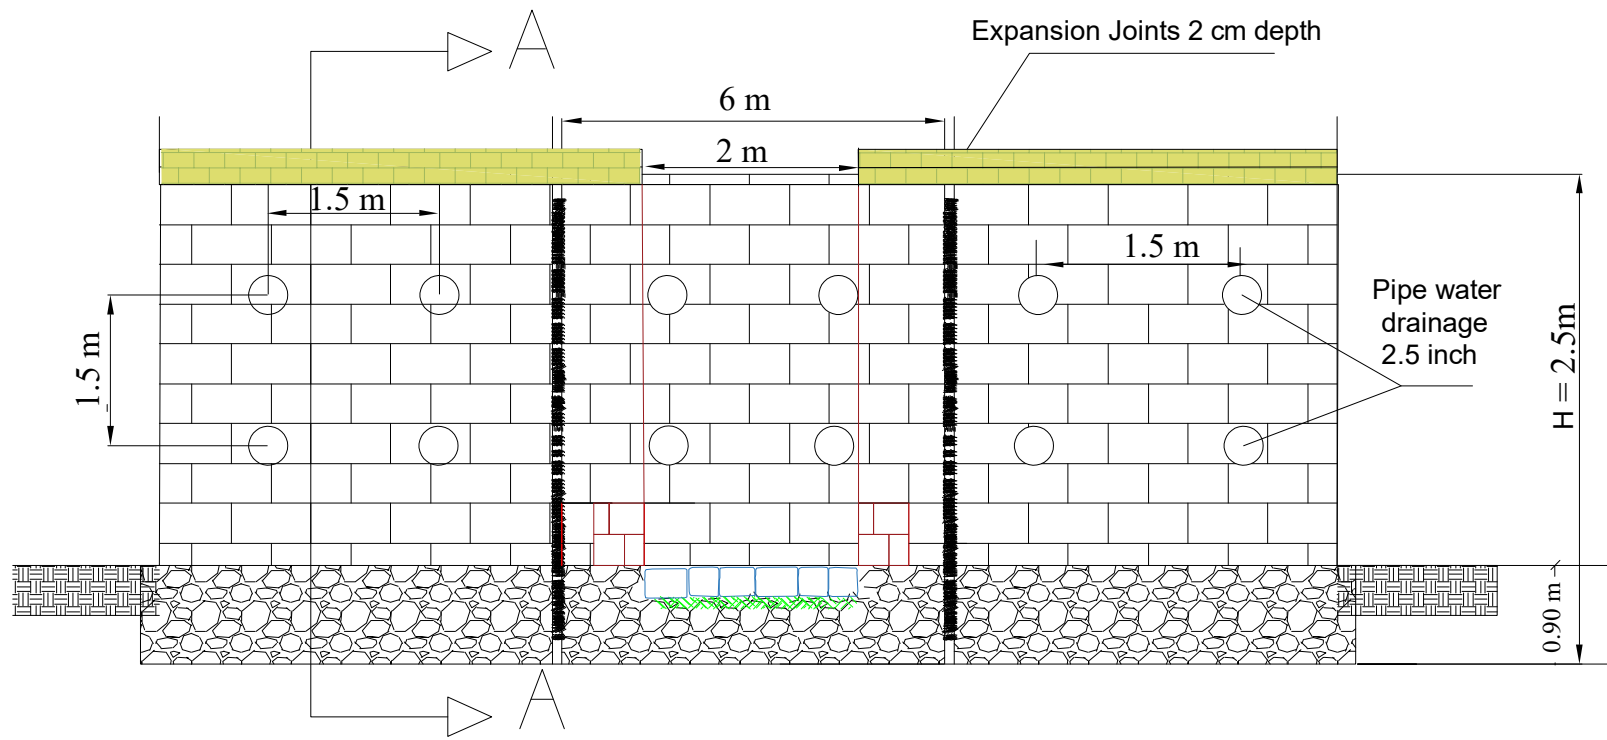 A
Expansion Joints 2 cm depth
6 m
2 m
1.5 m
1.5 m
Pipe water
drainage
2.5 inch
1.5 m
H = 2.5m
0.90 m
A